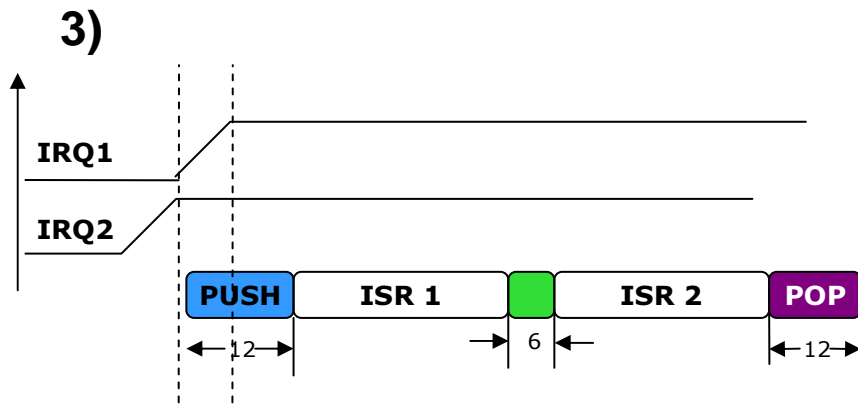 3)
IRQ1
IRQ2
PUSH ISR 1 ISR 2 POP
12 6 12